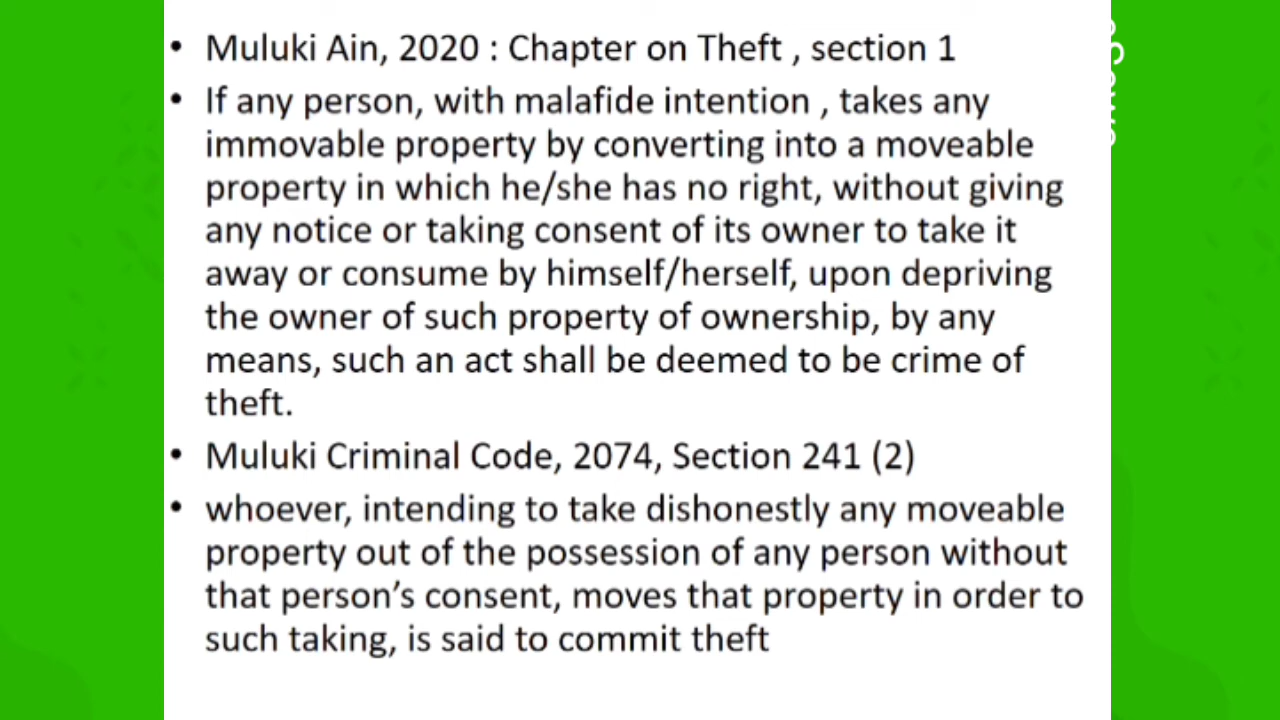 • Muluki Ain, 2020 : Chapter on Theft , section 1
• If any person, with malafide intention , takes any
immovable property by converting into a moveable
property in which he/she has no right, without giving
any notice or taking consent of its owner to take it
away or consume by himself/herself, upon depriving
the owner of such property of ownership, by any
means, such an act shall be deemed to be crime of
theft.
• Muluki Criminal Code, 2074, Section 241 (2)
• whoever, intending to take dishonestly any moveable
property out of the possession of any person without
that person’s consent, moves that property in order to
such taking, is said to commit theft